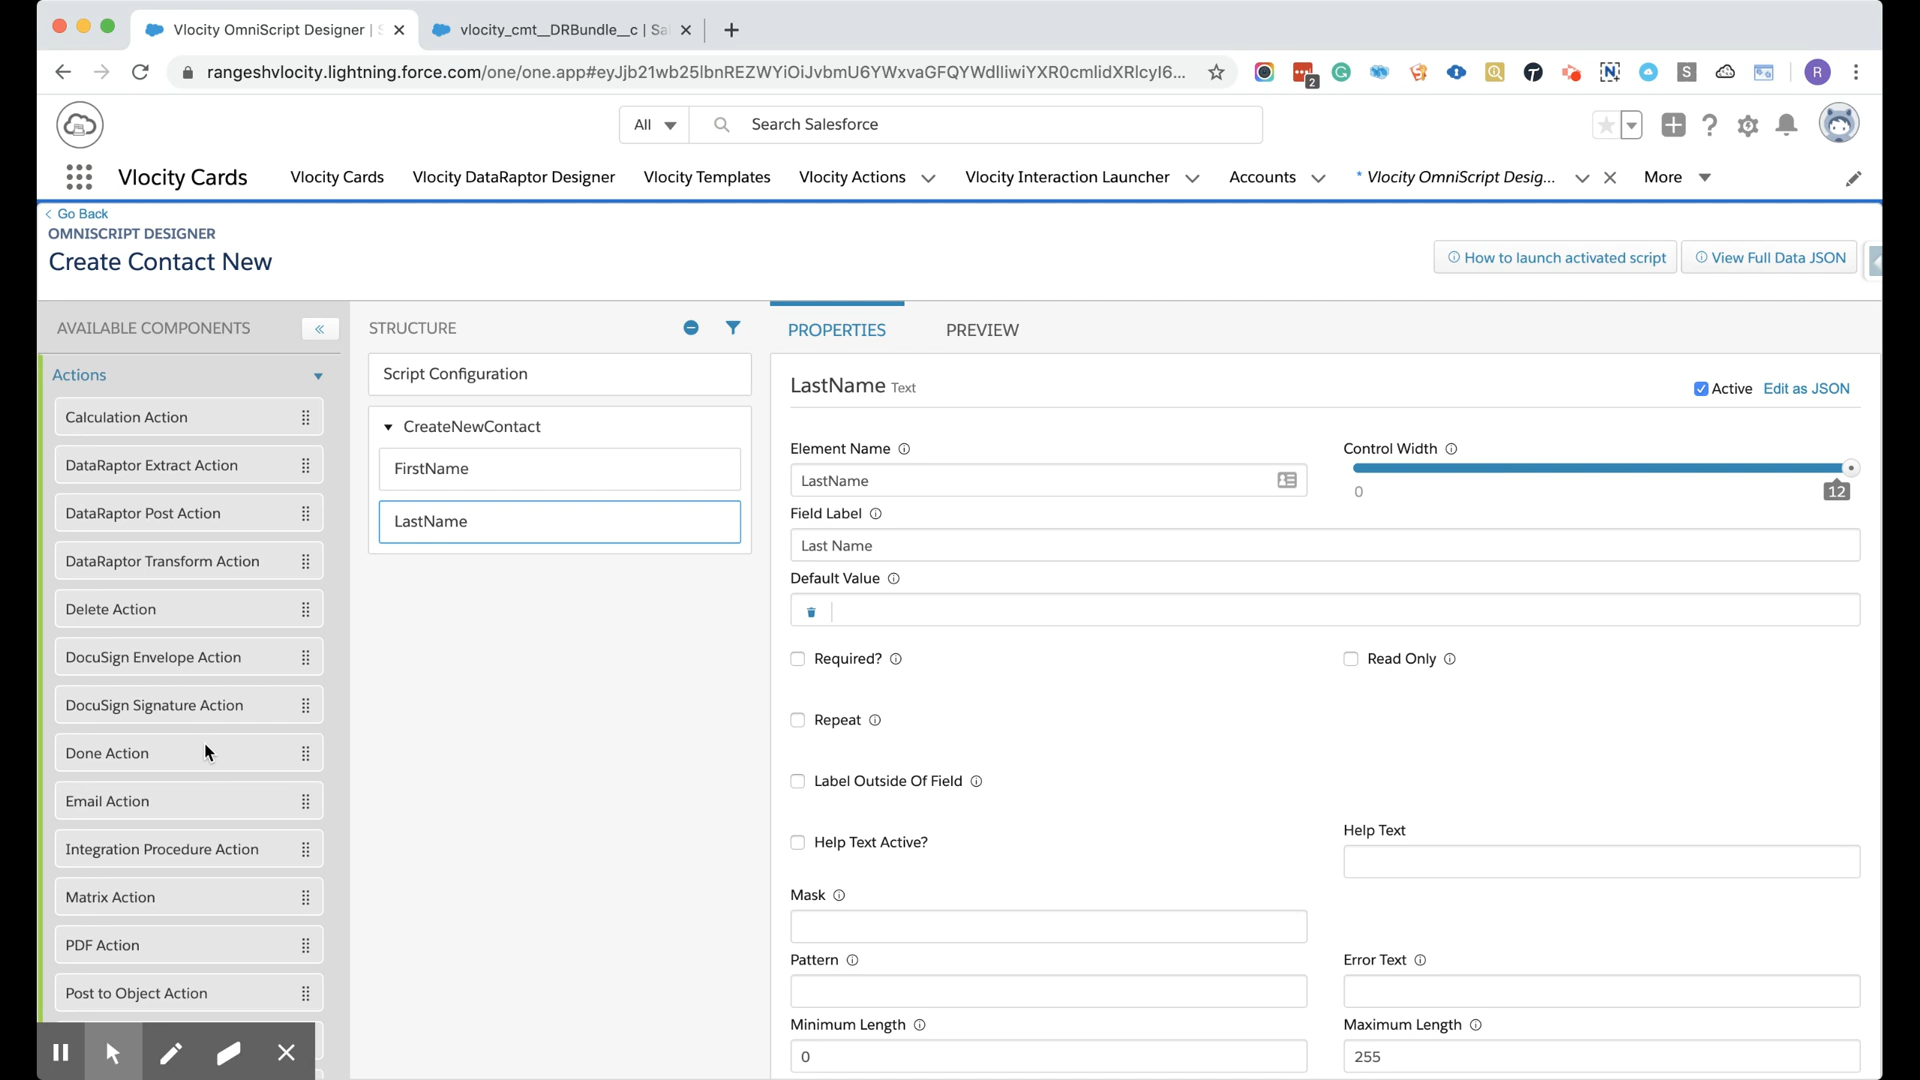 Vlocity OmniScript Designer | S
vlocity_cmt__DRBundle__c | Sa
rangeshvlocity.lightning.force.com/one/one.app#eyJjb21wb25lbnREZWYiOiJvbmU6YWxvaGFQYWdlIiwiYXR0cmlidXRlcyI6...
2
T
N
S
R
All
Search Salesforce
Vlocity Cards
Vlocity Cards
Vlocity DataRaptor Designer
Vlocity Templates
Vlocity Actions
Vlocity Interaction Launcher
Accounts
* Vlocity OmniScript Desig...
More
Go Back
OMNISCRIPT DESIGNER
Create Contact New
How to launch activated script
View Full Data JSON
AVAILABLE COMPONENTS
Actions
Calculation Action
DataRaptor Extract Action
DataRaptor Post Action
DataRaptor Transform Action
Delete Action
DocuSign Envelope Action
DocuSign Signature Action
Done Action
Email Action
Integration Procedure Action
Matrix Action
PDF Action
Post to Object Action
STRUCTURE
Script Configuration
CreateNewContact
FirstName
LastName
PROPERTIES
PREVIEW
LastName Text
Active
Edit as JSON
Element Name
LastName
Control Width
0
12
Field Label
Last Name
Default Value
Required?
Read Only
Repeat
Label Outside Of Field
Help Text Active?
Help Text
Mask
Pattern
Error Text
Minimum Length
0
Maximum Length
255